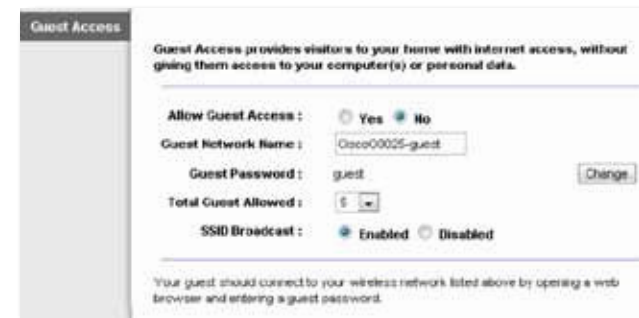 Guest Access
Guest Access provides visitors to your home with internet access, without
giving them access to your computer(s) or personal data.
Allow Guest Access : Yes No
Guest Network Name : Cisco00025-guest
Guest Password : guest Change
Total Guest Allowed : 5
SSID Broadcast : Enabled Disabled
Your guest should connect to your wireless network listed above by opening a web
browser and entering a guest password.